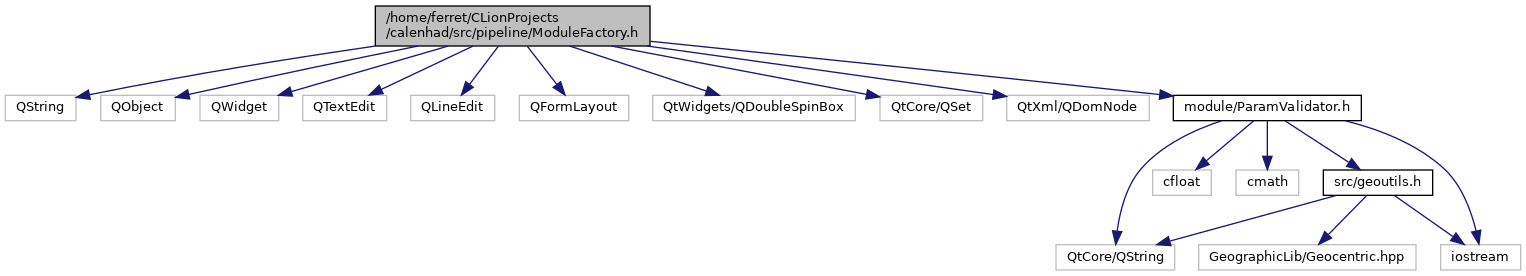 /home/ferret/CLionProjects
/calenhad/src/pipeline/ModuleFactory.h
QString
QObject
QWidget
QTextEdit
QLineEdit
QFormLayout
QtWidgets/QDoubleSpinBox
QtCore/QSet
QtXml/QDomNode
module/ParamValidator.h
cfloat
cmath
src/geoutils.h
QtCore/QString
GeographicLib/Geocentric.hpp
iostream